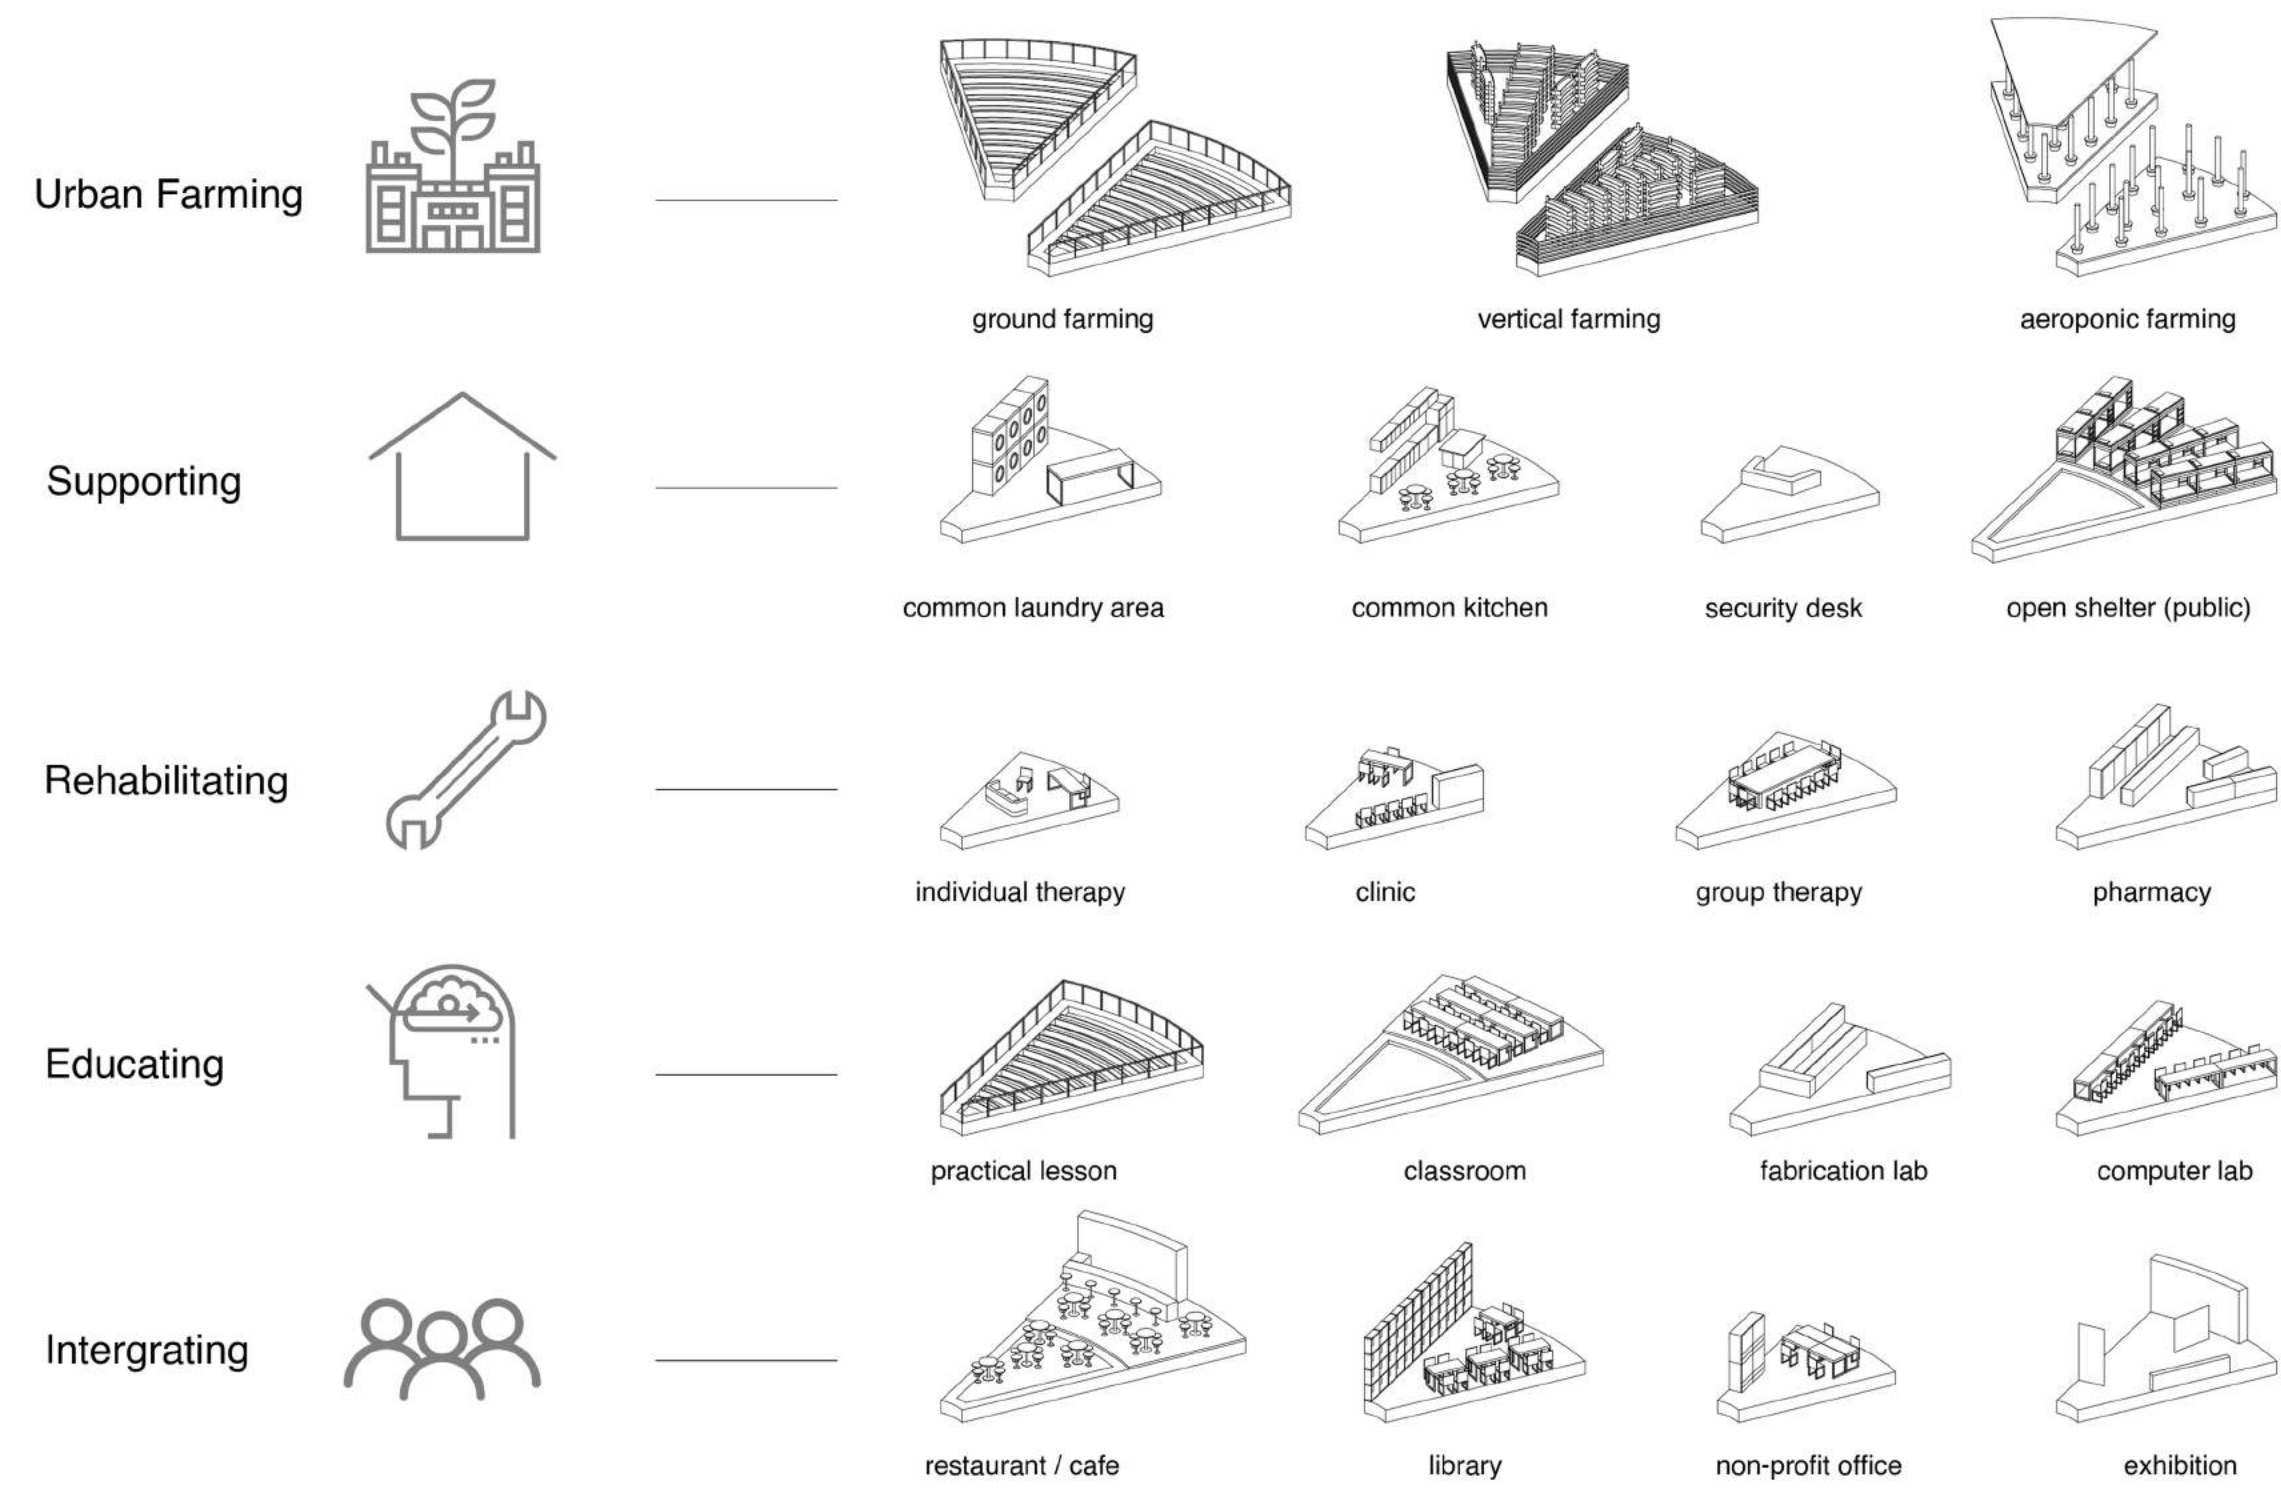 Urban Farming
ground farming
vertical farming
aeroponic farming
Supporting
common laundry area
common kitchen
security desk
open shelter (public)
Rehabilitating
individual therapy
clinic
group therapy
pharmacy
Educating
practical lesson
classroom
fabrication lab
computer lab
Intergrating
restaurant / cafe
library
non-profit office
exhibition